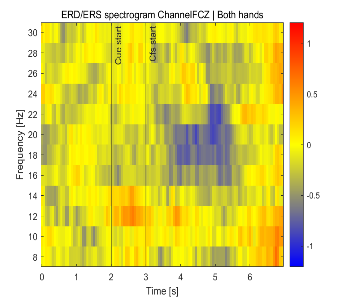 ERD/ERS spectrogram ChannelFCZ | Both hands
Frequency [Hz]
30
28
26
24
22
20
18
16
14
12
10
8
Cue start
Cfs start
1
0.5
0
-0.5
-1
0 1 2 3 4 5 6
Time [s]